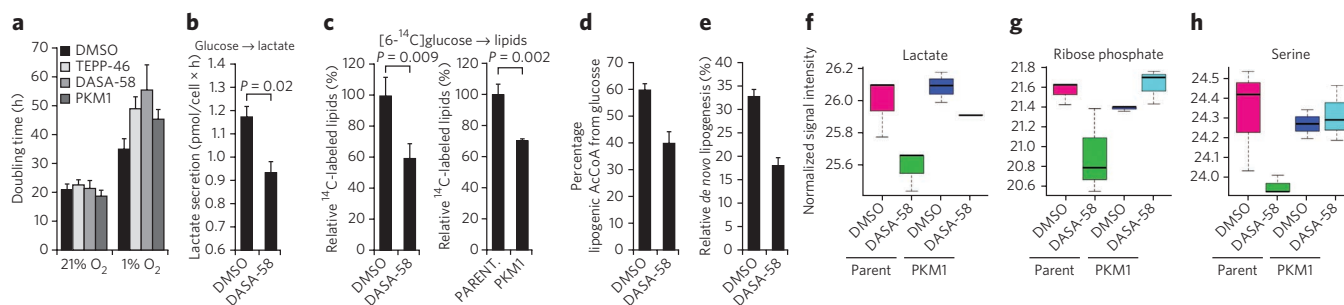 a
Doubling time (h)
70
60
50
40
30
20
10
0
DMSO
TEPP-46
DASA-58
PKM1
21% O2
1% O2
b
Glucose → lactate
Lactate secretion (pmol/cell × h)
P = 0.02
1.4
1.3
1.2
1.1
1.0
0.9
0.8
0.7
0.6
DMSO
DASA-58
c
[6-¹⁴C]glucose → lipids
P = 0.009
Relative ¹⁴C-labeled lipids (%)
120
100
80
60
40
20
0
DMSO
DASA-58
P = 0.002
Relative ¹⁴C-labeled lipids (%)
120
100
80
60
40
20
0
PARENT.
PKM1
d
Percentage
lipogenic AcCoA from glucosse
70
60
50
40
30
20
10
0
DMSO
DASA-58
e
Relative de novo lipogenesis (%)
40
35
30
25
20
15
10
5
0
DMSO
DASA-58
f
Lactate
Normalized signal intensity
26.2
26.0
25.8
25.6
DMSO
DASA-58
DMSO
DASA-58
Parent
PKM1
g
Ribose phosphate
21.8
21.6
21.4
21.2
21.0
20.8
20.6
DMSO
DASA-58
DMSO
DASA-58
Parent
PKM1
h
Serine
24.5
24.4
24.3
24.2
24.1
24.0
DMSO
DASA-58
DMSO
DASA-58
Parent
PKM1